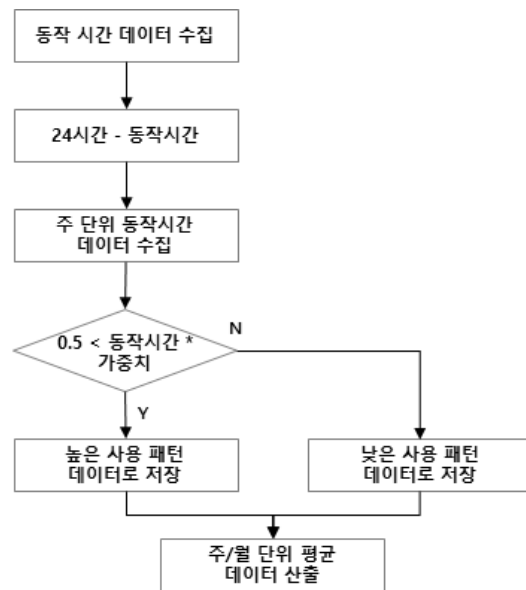 동작 시간 데이터 수집
24시간 - 동작시간
주 단위 동작시간
데이터 수집
0.5 < 동작시간 *
가중치
N
Y
높은 사용 패턴
데이터로 저장
낮은 사용 패턴
데이터로 저장
주/월 단위 평균
데이터 산출